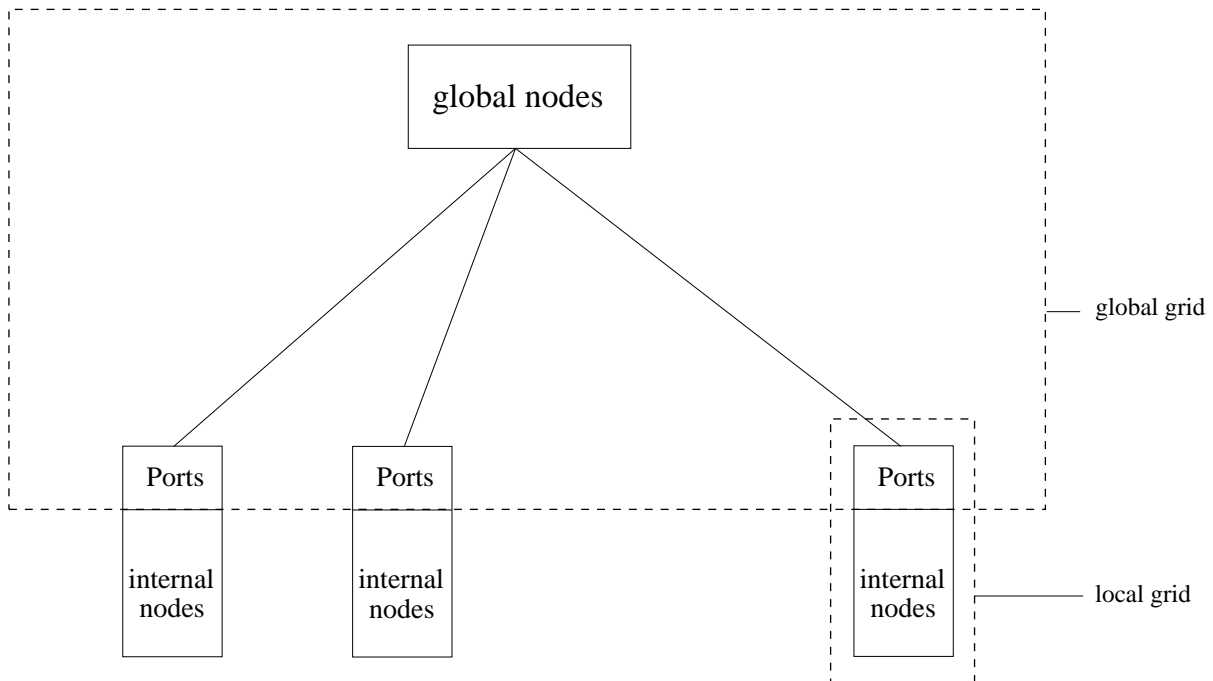 global nodes
global grid
Ports
Ports
Ports
internal
nodes
internal
nodes
internal
nodes
local grid